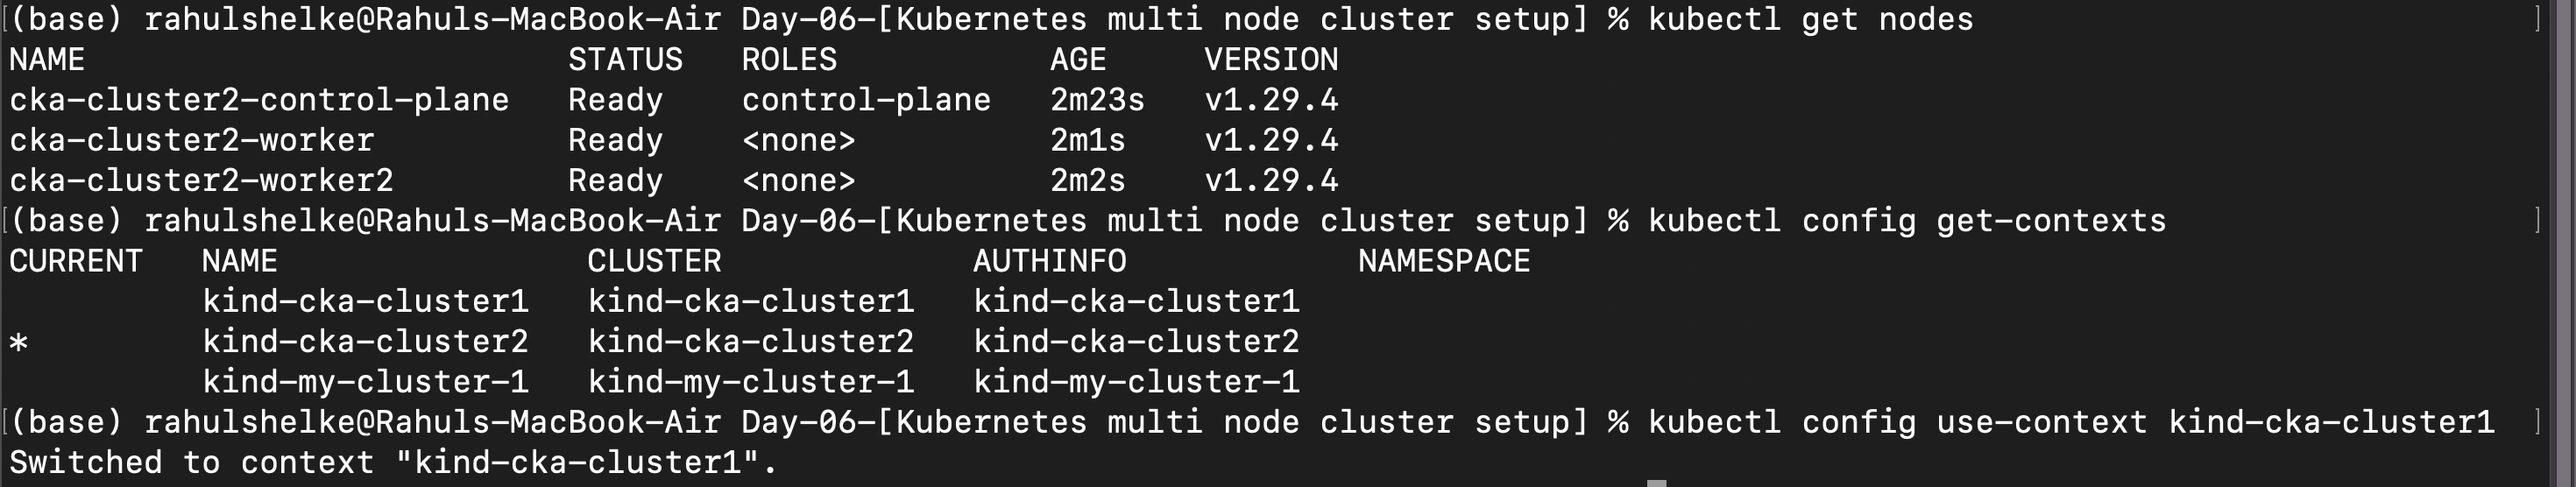 [(base) rahulshelke@Rahuls-MacBook-Air Day-06-[Kubernetes multi node cluster setup] % kubectl get nodes ]
NAME STATUS ROLES AGE VERSION
cka-cluster2-control-plane Ready control-plane 2m23s v1.29.4
cka-cluster2-worker Ready <none> 2m1s v1.29.4
cka-cluster2-worker2 Ready <none> 2m2s v1.29.4
[(base) rahulshelke@Rahuls-MacBook-Air Day-06-[Kubernetes multi node cluster setup] % kubectl config get-contexts ]
CURRENT NAME CLUSTER AUTHINFO NAMESPACE
kind-cka-cluster1 kind-cka-cluster1 kind-cka-cluster1
* kind-cka-cluster2 kind-cka-cluster2 kind-cka-cluster2
kind-my-cluster-1 kind-my-cluster-1 kind-my-cluster-1
[(base) rahulshelke@Rahuls-MacBook-Air Day-06-[Kubernetes multi node cluster setup] % kubectl config use-context kind-cka-cluster1 ]
Switched to context "kind-cka-cluster1".